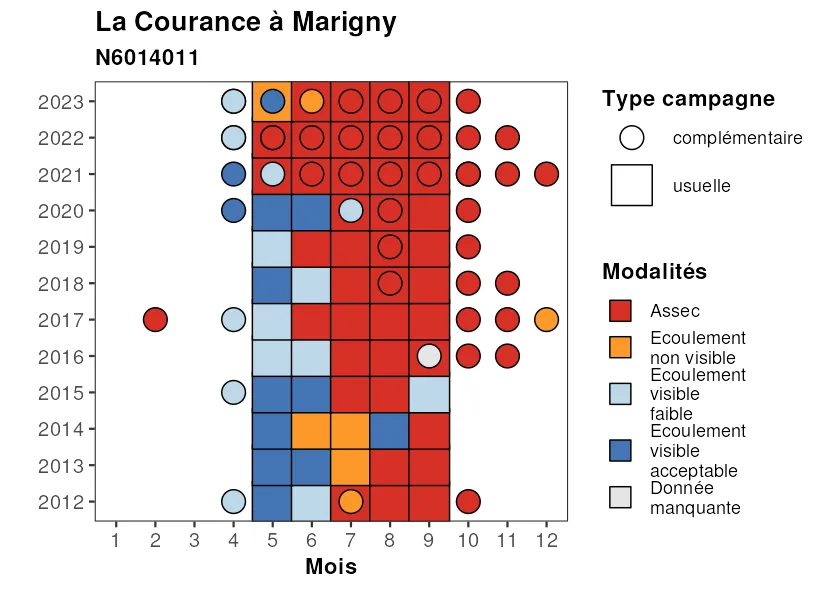 La Courance à Marigny
N6014011
2023
2022
2021
2020
2019
2018
2017
2016
2015
2014
2013
2012
1 2 3 4 5 6 7 8 9 10 11 12
Mois
Type campagne
complémentaire
usuelle
Modalités
Assec
Ecoulement
non visible
Ecoulement
visible
faible
Ecoulement
visible
acceptable
Donnée
manquante